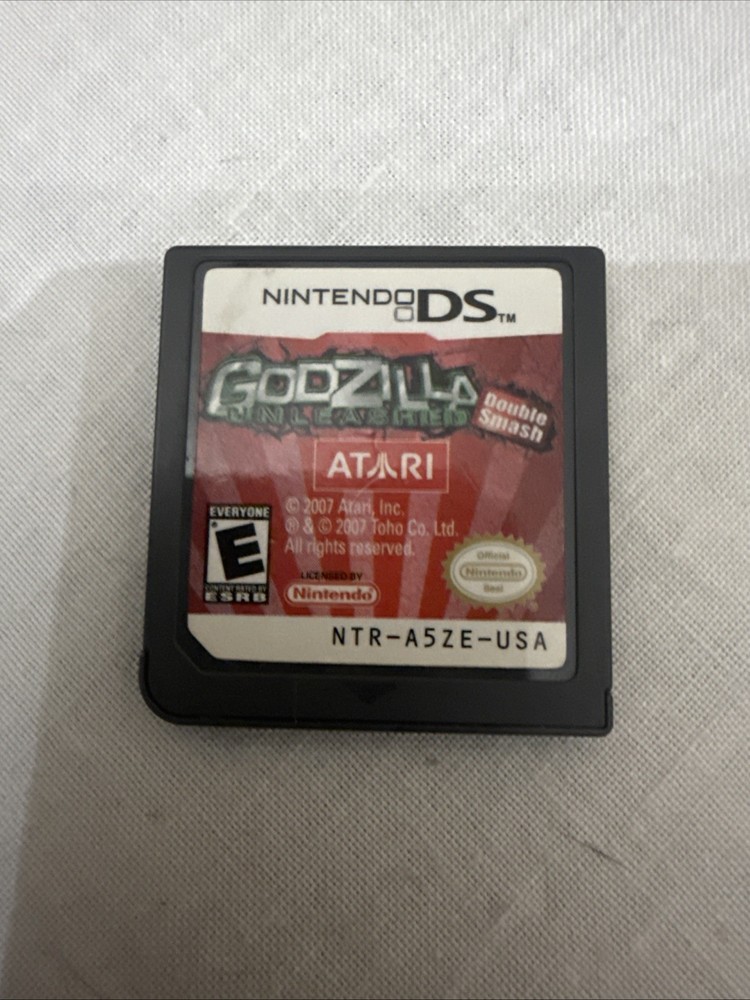 NINTENDO DS™
GODZILLA
UNLEASHED
Double
Smash
ATARI
© 2007 Atari, Inc.
® & © 2007 Toho Co. Ltd.
All rights reserved.
EVERYONE
E
CONTENT RATED BY
ESRB
LICENSED BY
Nintendo®
Official
Nintendo
Seal
NTR-A5ZE-USA